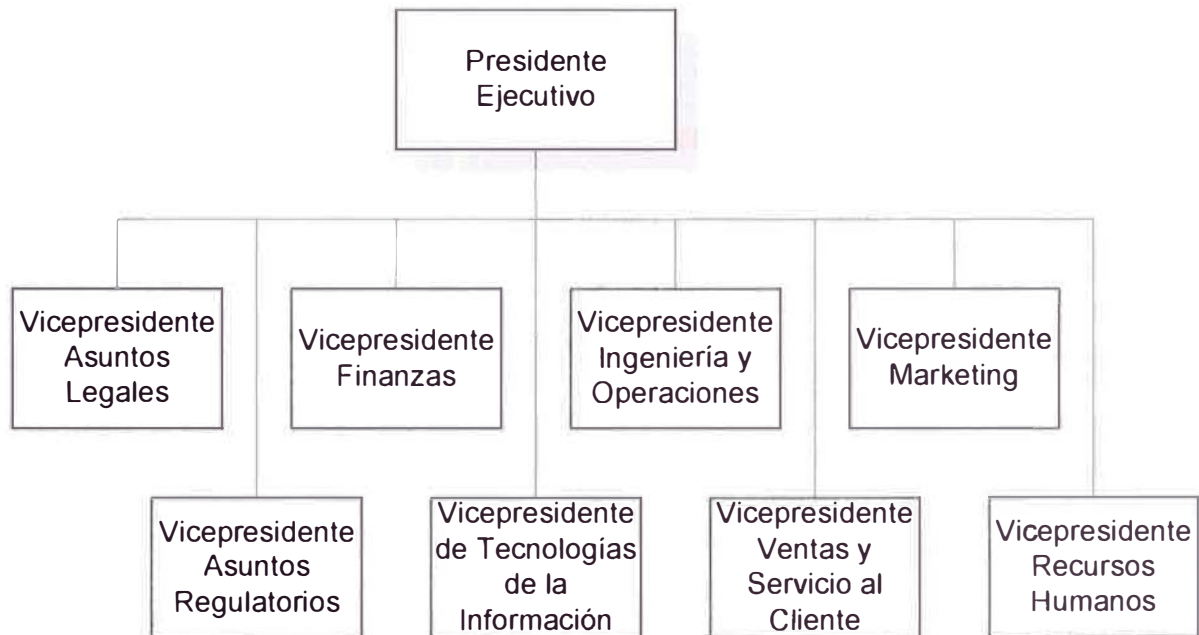 Presidente
Ejecutivo
Vicepresidente
Asuntos
Legales
Vicepresidente
Finanzas
Vicepresidente
Ingeniería y
Operaciones
Vicepresidente
Marketing
Vicepresidente
Asuntos
Regulatorios
Vicepresidente
de Tecnologías
de la
Información
Vicepresidente
Ventas y
Servicio al
Cliente
Vicepresidente
Recursos
Humanos